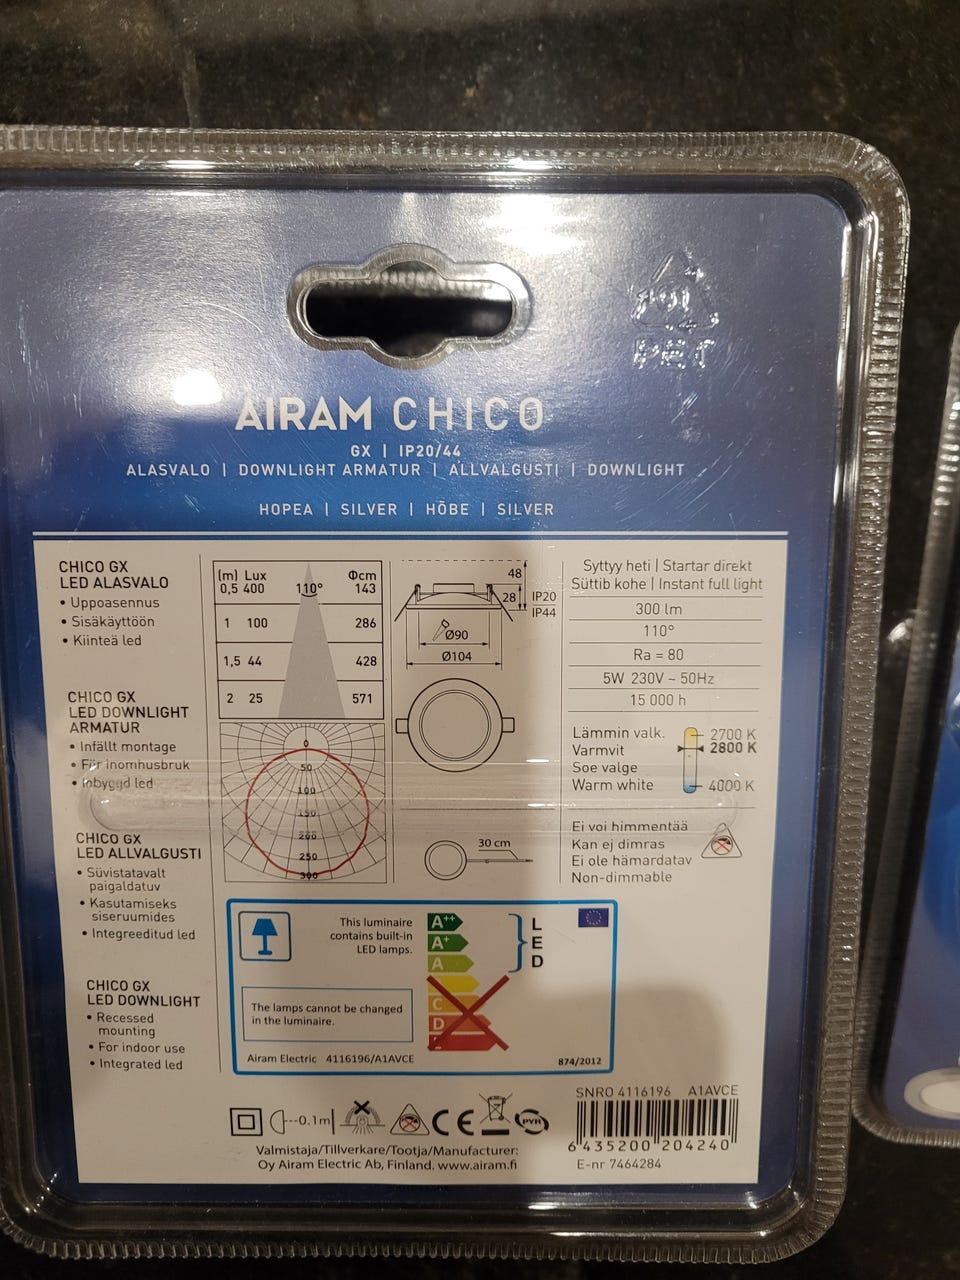 PET
AIRAM CHICO
GX | IP20/44
ALASVALO | DOWNLIGHT ARMATUR | ALLVALGUSTI | DOWNLIGHT
HOPEA | SILVER | HÕBE | SILVER
CHICO GX
LED ALASVALO
• Uppoasennus
• Sisäkäyttöön
• Kiinteä led
CHICO GX
LED DOWNLIGHT
ARMATUR
• Infällt montage
• För inomhusbruk
• Inbyggd led
CHICO GX
LED ALLVALGUSTI
• Süvistatavalt
paigaldatuv
• Kasutamiseks
siseruumides
• Integreeditud led
CHICO GX
LED DOWNLIGHT
• Recessed
mounting
• For indoor use
• Integrated led
(m) Lux Φcm
0,5 400 110° 143
1 100 286
1,5 44 428
2 25 571
0
50
100
150
200
250
300
48
28
IP20
IP44
Ø90
Ø104
30 cm
Syttyy heti | Startar direkt
Süttib kohe | Instant full light
300 lm
110°
Ra = 80
5W 230V ~ 50Hz
15 000 h
Lämmin valk.
Varmvit
Soe valge
Warm white
2700 K
2800 K
4000 K
Ei voi himmentää
Kan ej dimras
Ei ole hämardatav
Non-dimmable
This luminaire
contains built-in
LED lamps.
A++
A+
A
C
D
L
E
D
The lamps cannot be changed
in the luminaire.
Airam Electric 4116196/A1AVCE
874/2012
0.1m
CE
PYR
Valmistaja/Tillverkare/Tootja/Manufacturer:
Oy Airam Electric Ab, Finland. www.airam.fi
SNRO 4116196 A1AVCE
6 435200 204240
E-nr 7464284